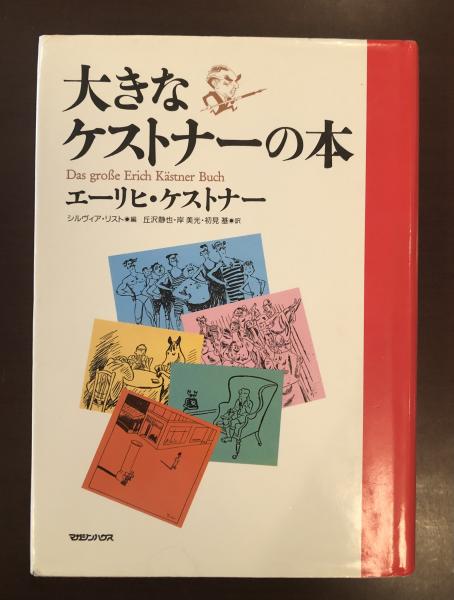 大きな
ケストナーの本
Das große Erich Kästner Buch
エーリヒ・ケストナー
シルヴィア・リスト＊編 丘沢静也・岸 美光・初見 基＊訳
マガジンハウス